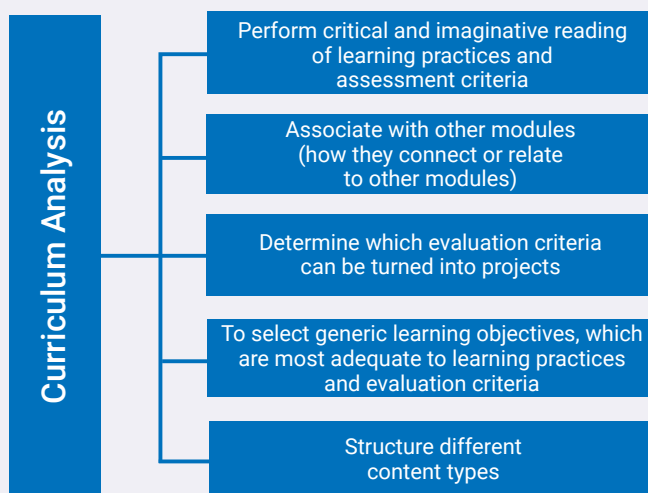 Curriculum Analysis
Perform critical and imaginative reading
of learning practices and
assessment criteria
Associate with other modules
(how they connect or relate
to other modules)
Determine which evaluation criteria
can be turned into projects
To select generic learning objectives, which
are most adequate to learning practices
and evaluation criteria
Structure different
content types